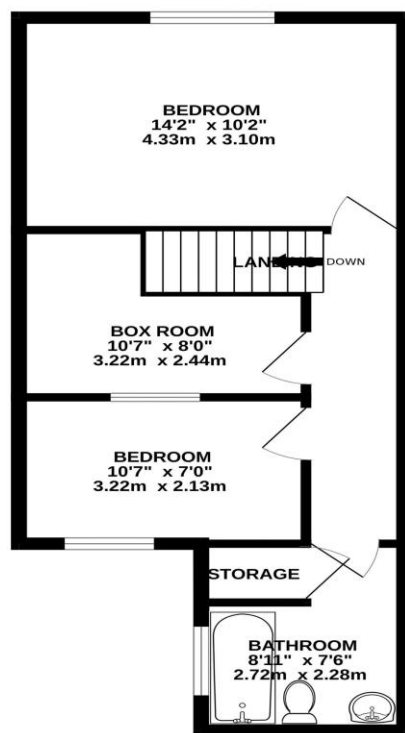 BEDROOM
14'2" x 10'2"
4.33m x 3.10m
LANDING
DOWN
BOX ROOM
10'7" x 8'0"
3.22m x 2.44m
BEDROOM
10'7" x 7'0"
3.22m x 2.13m
STORAGE
BATHROOM
8'11" x 7'6"
2.72m x 2.28m